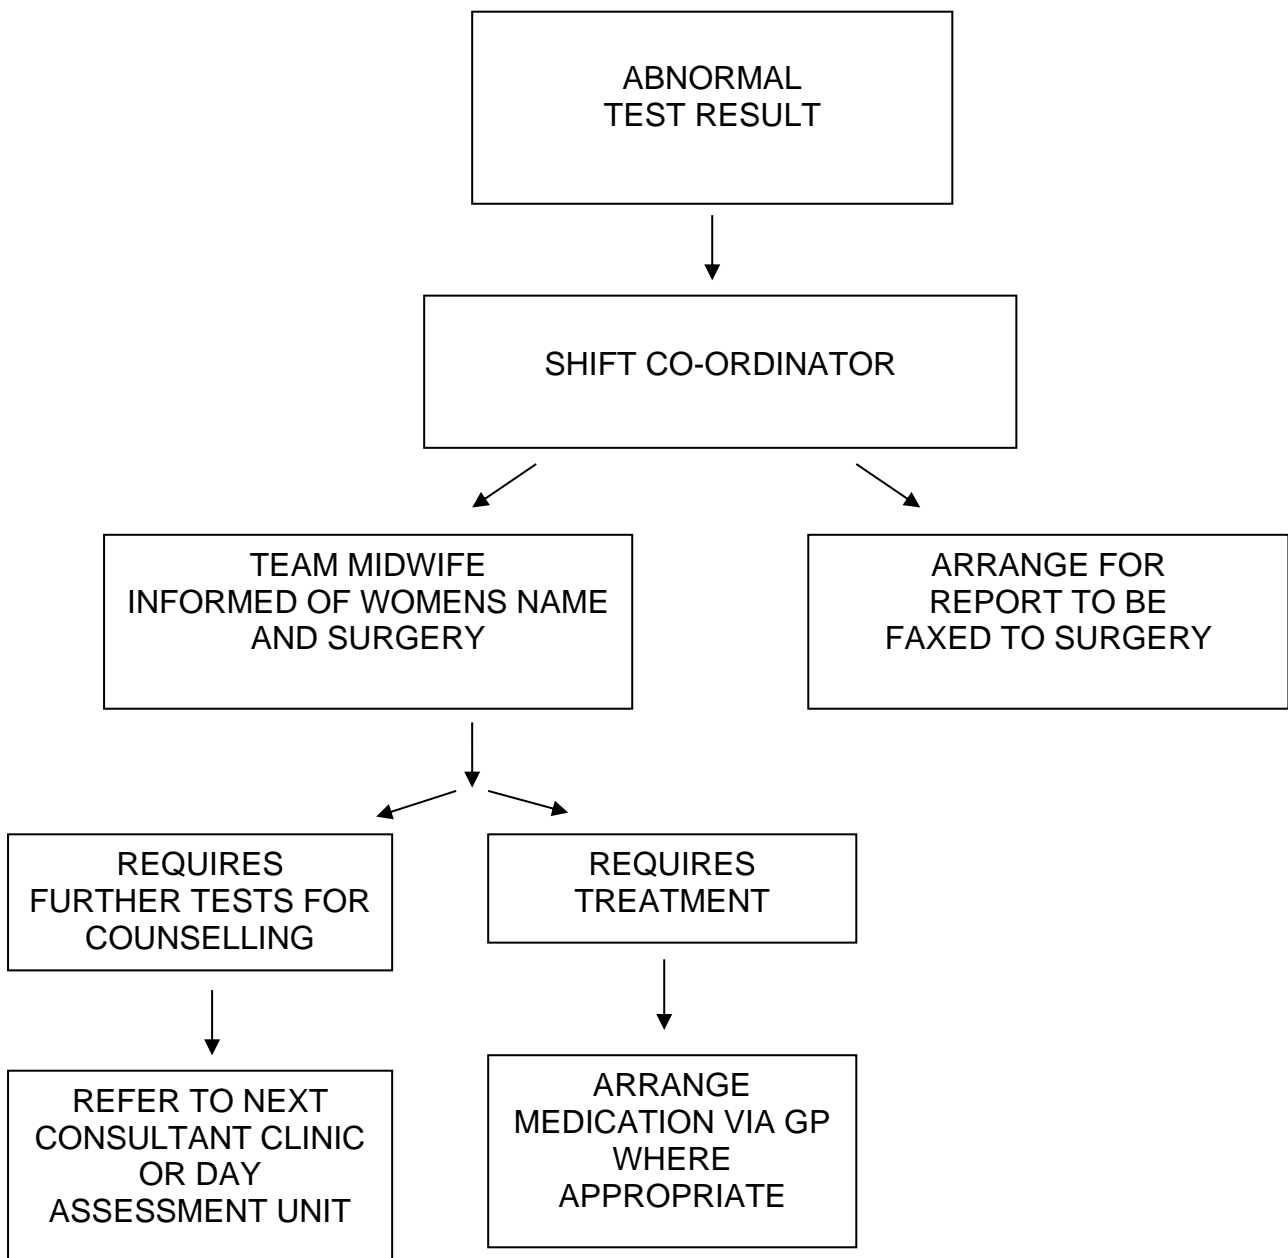 ABNORMAL
TEST RESULT
SHIFT CO-ORDINATOR
TEAM MIDWIFE
INFORMED OF WOMENS NAME
AND SURGERY
ARRANGE FOR
REPORT TO BE
FAXED TO SURGERY
REQUIRES
FURTHER TESTS FOR
COUNSELLING
REQUIRES
TREATMENT
REFER TO NEXT
CONSULTANT CLINIC
OR DAY
ASSESSMENT UNIT
ARRANGE
MEDICATION VIA GP
WHERE
APPROPRIATE